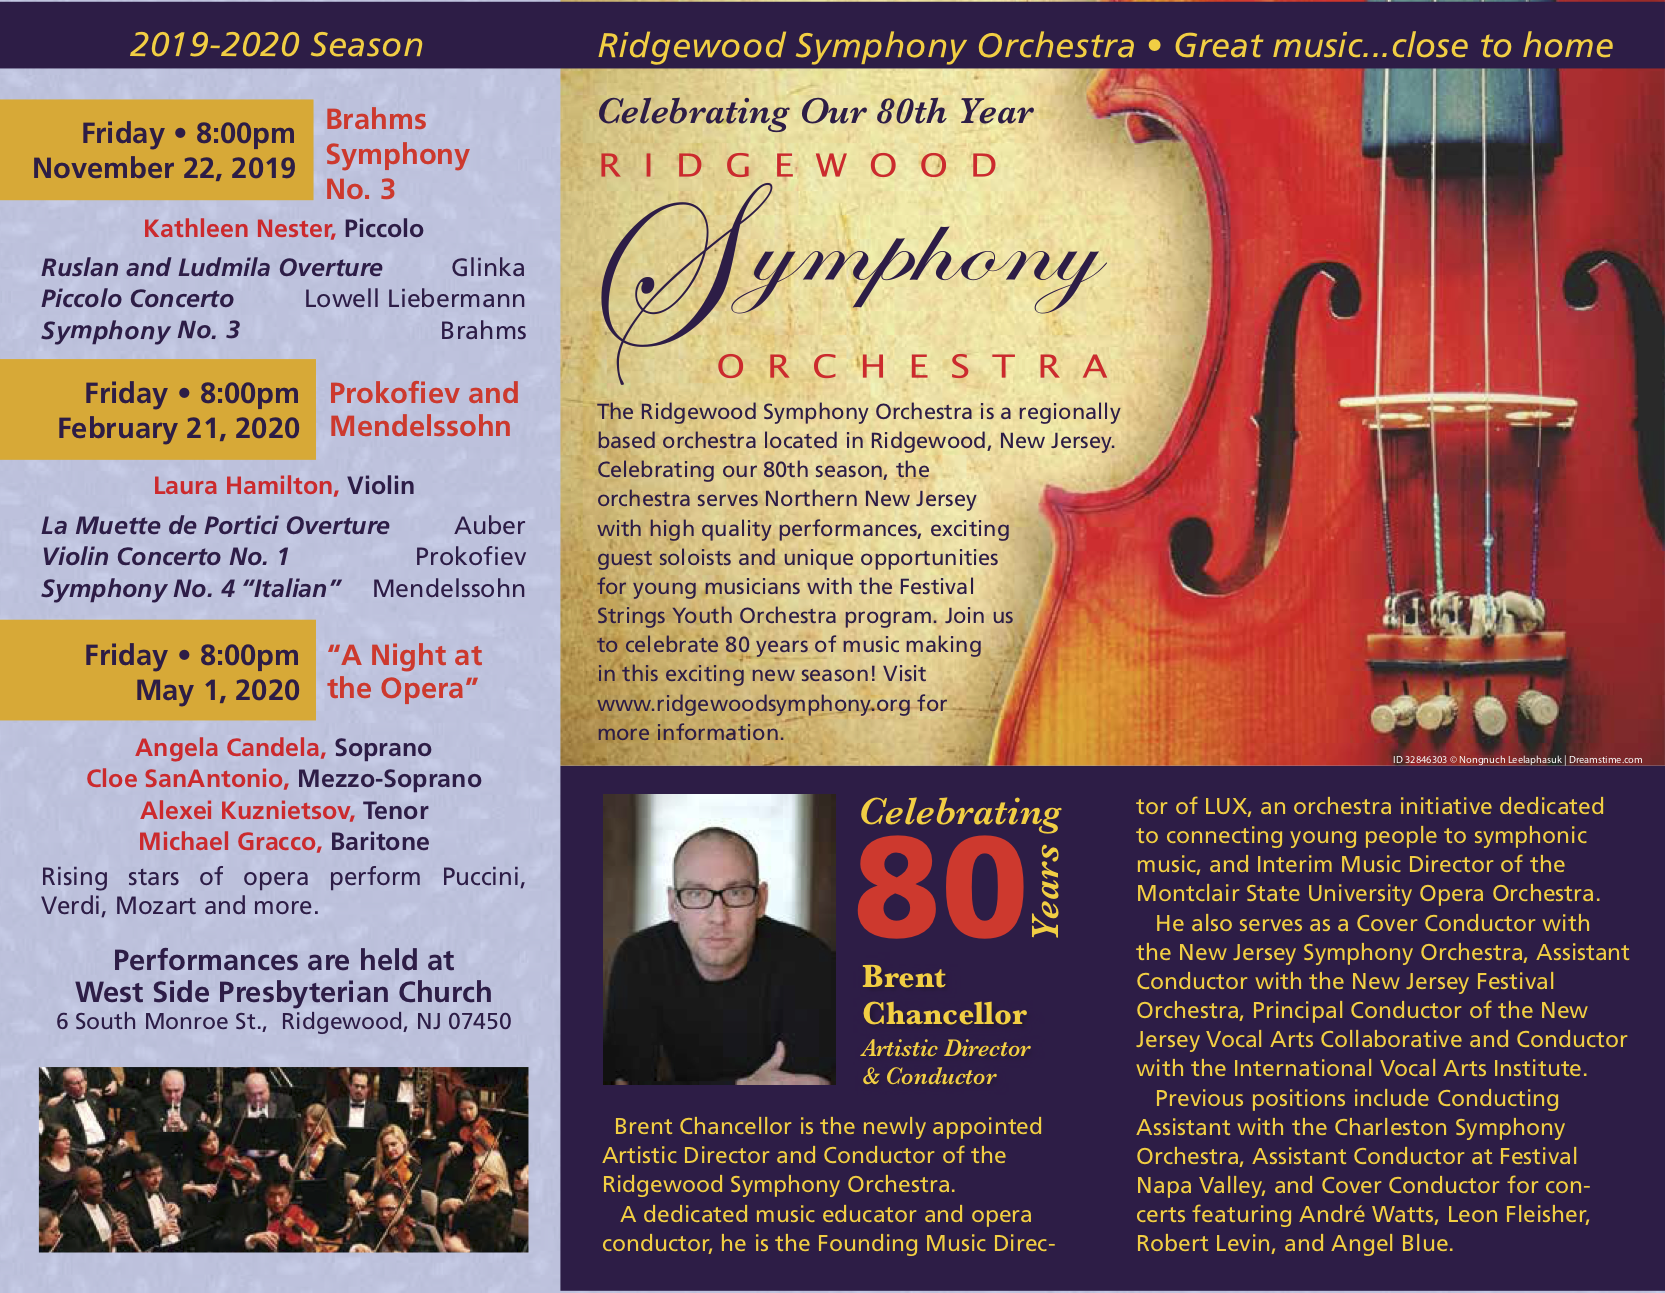 2019-2020 Season
Friday • 8:00pm
November 22, 2019
Brahms
Symphony
No. 3
Kathleen Nester, Piccolo
Ruslan and Ludmila Overture Glinka
Piccolo Concerto Lowell Liebermann
Symphony No. 3 Brahms
Friday • 8:00pm
February 21, 2020
Prokofiev and
Mendelssohn
Laura Hamilton, Violin
La Muette de Portici Overture Auber
Violin Concerto No. 1 Prokofiev
Symphony No. 4 “Italian” Mendelssohn
Friday • 8:00pm
May 1, 2020
“A Night at
the Opera”
Angela Candela, Soprano
Cloe SanAntonio, Mezzo-Soprano
Alexei Kuznietsov, Tenor
Michael Gracco, Baritone
Rising stars of opera perform Puccini,
Verdi, Mozart and more.
Performances are held at
West Side Presbyterian Church
6 South Monroe St., Ridgewood, NJ 07450
Ridgewood Symphony Orchestra • Great music...close to home
Celebrating Our 80th Year
RIDGEWOOD
Symphony
ORCHESTRA
The Ridgewood Symphony Orchestra is a regionally
based orchestra located in Ridgewood, New Jersey.
Celebrating our 80th season, the
orchestra serves Northern New Jersey
with high quality performances, exciting
guest soloists and unique opportunities
for young musicians with the Festival
Strings Youth Orchestra program. Join us
to celebrate 80 years of music making
in this exciting new season! Visit
www.ridgewoodsymphony.org for
more information.
ID 32846303 © Nongnuch Leelaphasuk | Dreamstime.com
Celebrating
80
Years
Brent
Chancellor
Artistic Director
& Conductor
Brent Chancellor is the newly appointed
Artistic Director and Conductor of the
Ridgewood Symphony Orchestra.
A dedicated music educator and opera
conductor, he is the Founding Music Direc-
tor of LUX, an orchestra initiative dedicated
to connecting young people to symphonic
music, and Interim Music Director of the
Montclair State University Opera Orchestra.
He also serves as a Cover Conductor with
the New Jersey Symphony Orchestra, Assistant
Conductor with the New Jersey Festival
Orchestra, Principal Conductor of the New
Jersey Vocal Arts Collaborative and Conductor
with the International Vocal Arts Institute.
Previous positions include Conducting
Assistant with the Charleston Symphony
Orchestra, Assistant Conductor at Festival
Napa Valley, and Cover Conductor for con-
certs featuring André Watts, Leon Fleisher,
Robert Levin, and Angel Blue.